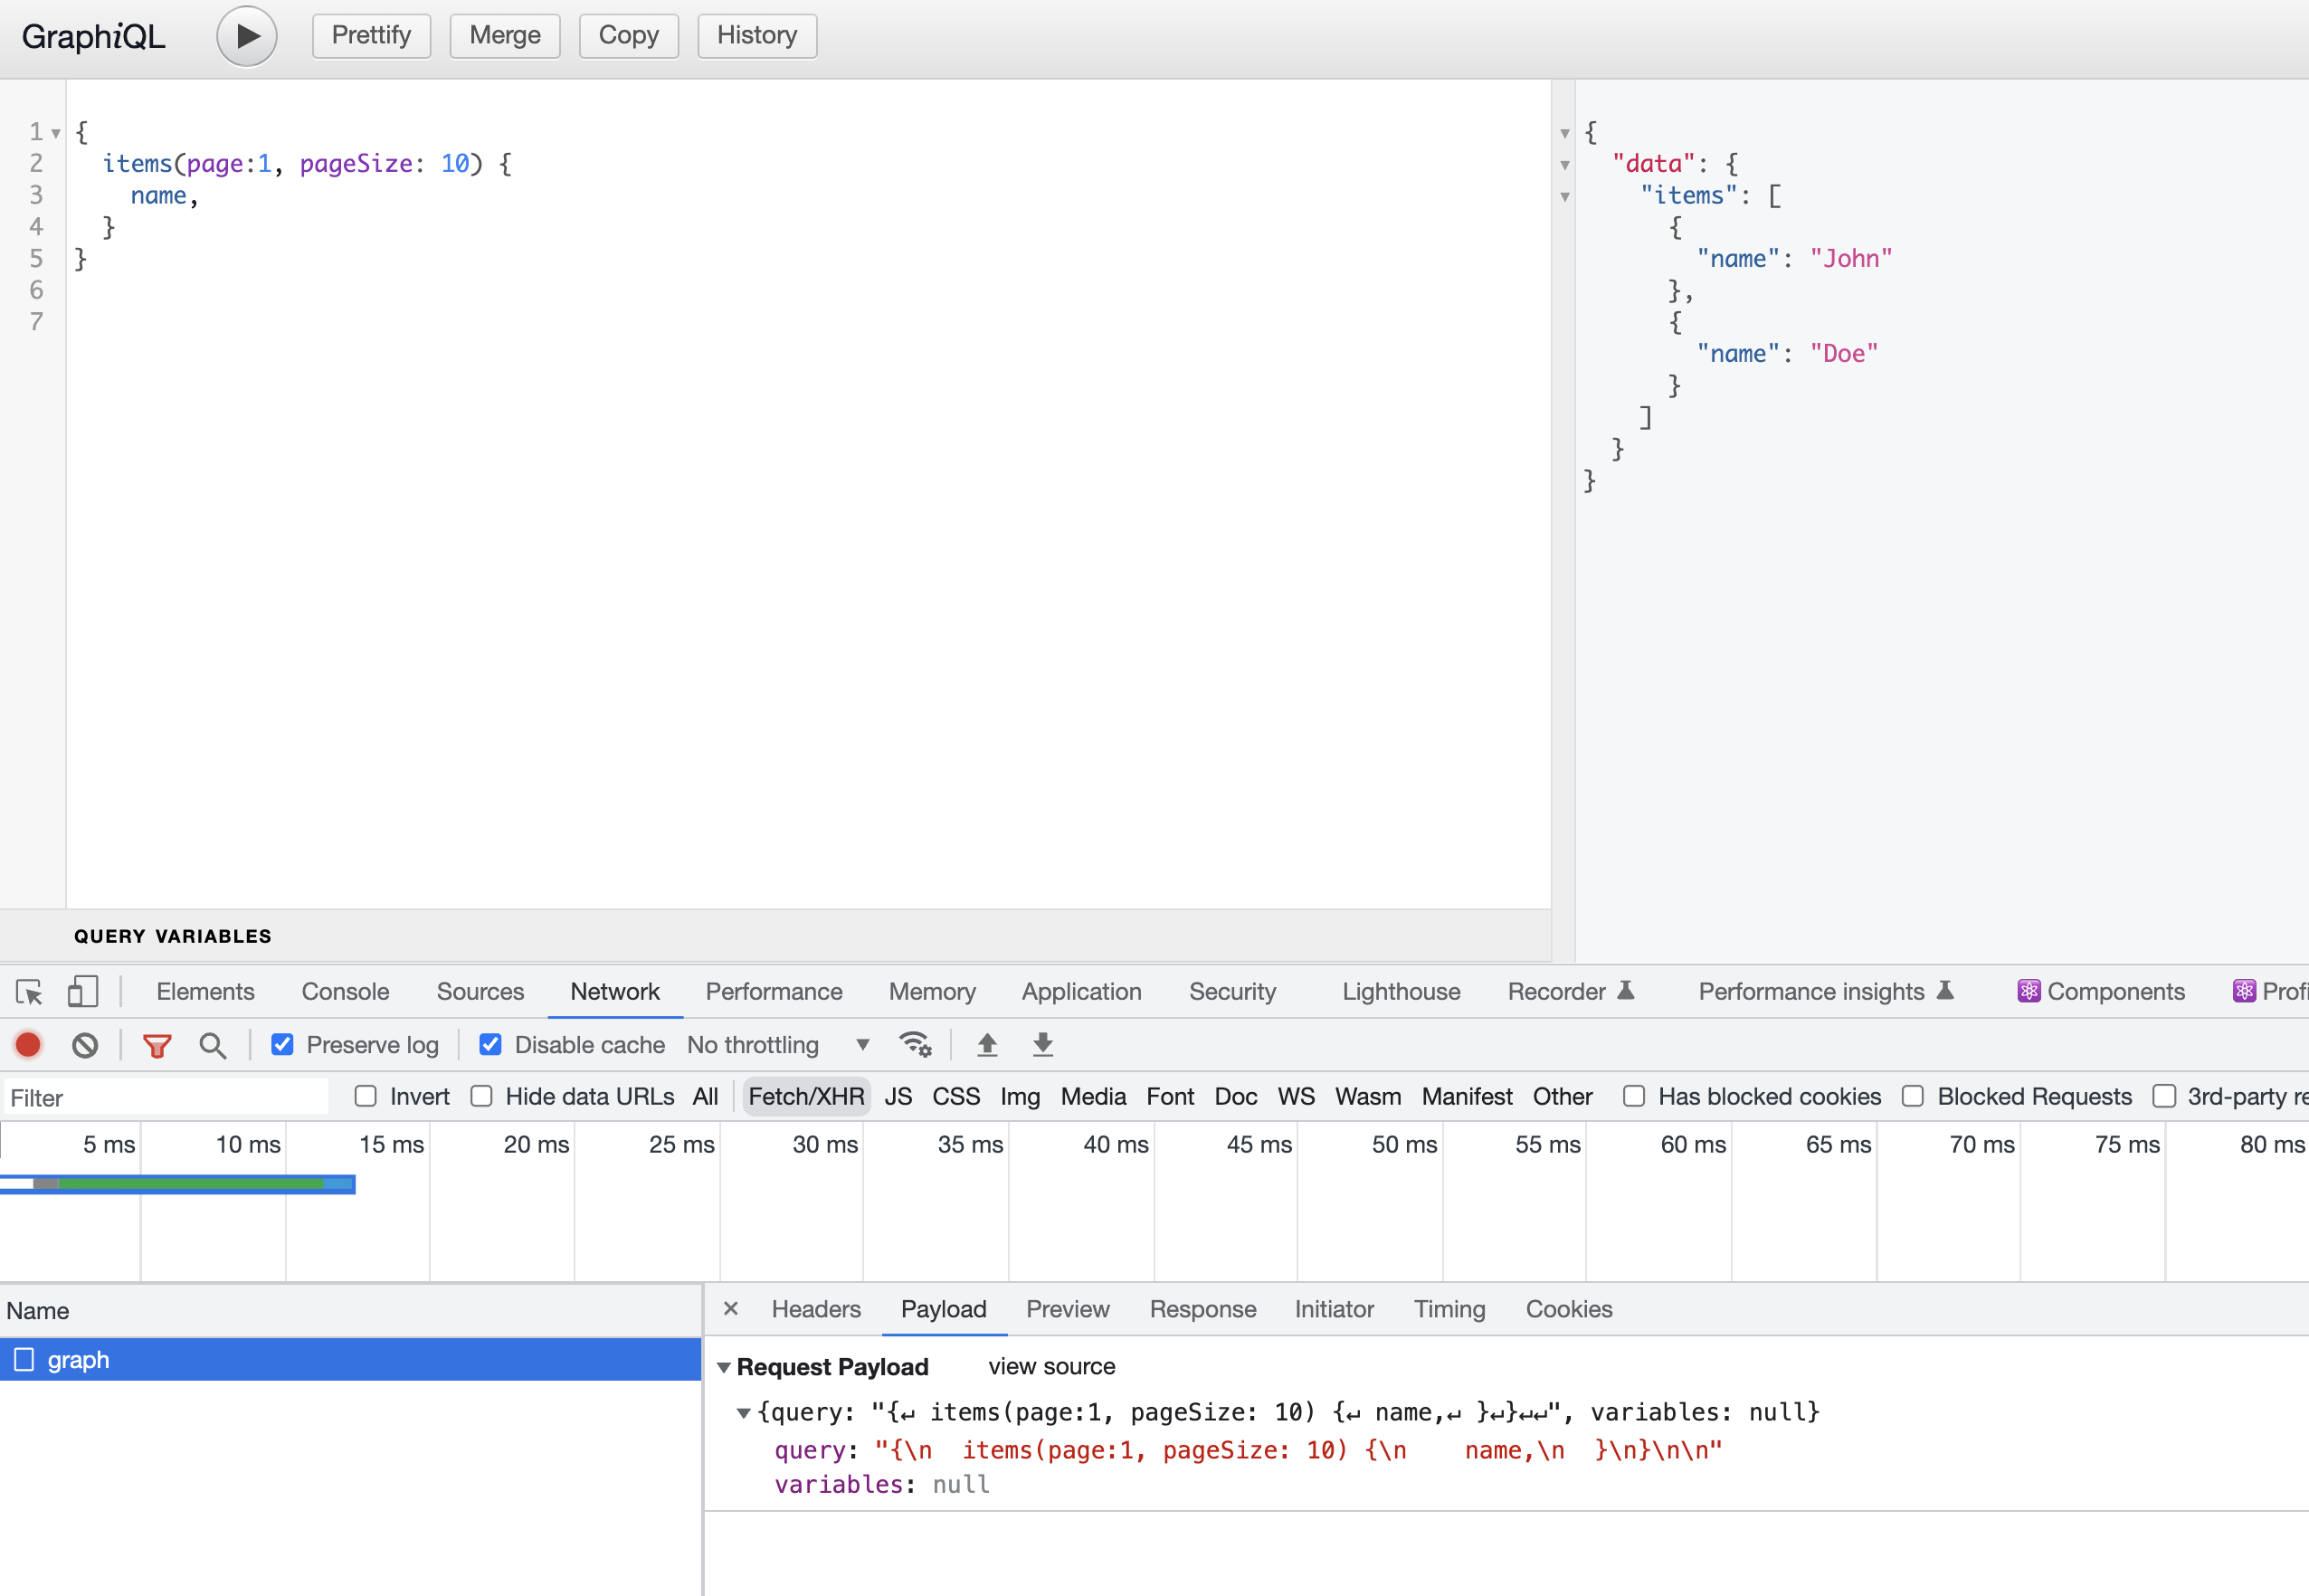 GraphiQL Prettify Merge Copy History
1 {
2   items(page:1, pageSize: 10) {
3     name,
4   }
5 }
6
7
{
  "data": {
    "items": [
      {
        "name": "John"
      },
      {
        "name": "Doe"
      }
    ]
  }
}
QUERY VARIABLES
Elements Console Sources Network Performance Memory Application Security Lighthouse Recorder Performance insights Components Profi
Preserve log Disable cache No throttling
Filter Invert Hide data URLs All Fetch/XHR JS CSS Img Media Font Doc WS Wasm Manifest Other Has blocked cookies Blocked Requests 3rd-party re
5 ms 10 ms 15 ms 20 ms 25 ms 30 ms 35 ms 40 ms 45 ms 50 ms 55 ms 60 ms 65 ms 70 ms 75 ms 80 ms
Name
graph
× Headers Payload Preview Response Initiator Timing Cookies
Request Payload view source
{query: "{↵ items(page:1, pageSize: 10) {↵ name,↵ }↵}↵↵", variables: null}
query: "{\n  items(page:1, pageSize: 10) {\n    name,\n  }\n}\n\n"
variables: null